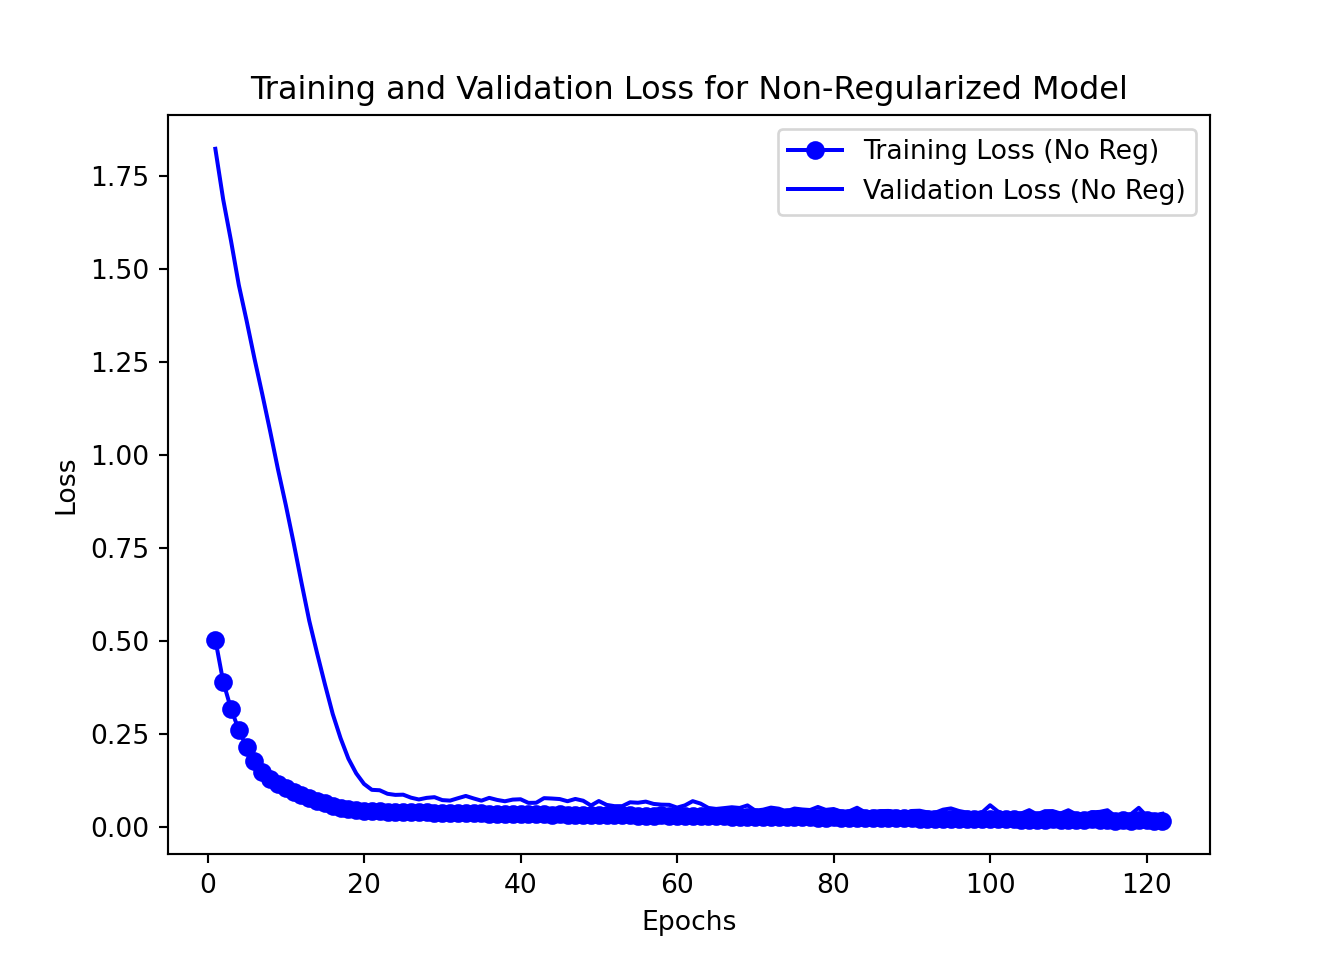 Training and Validation Loss for Non-Regularized Model
Training Loss (No Reg)
Validation Loss (No Reg)
1.75
1.50
1.25
1.00
0.75
0.50
0.25
0.00
Loss
0 20 40 60 80 100 120
Epochs